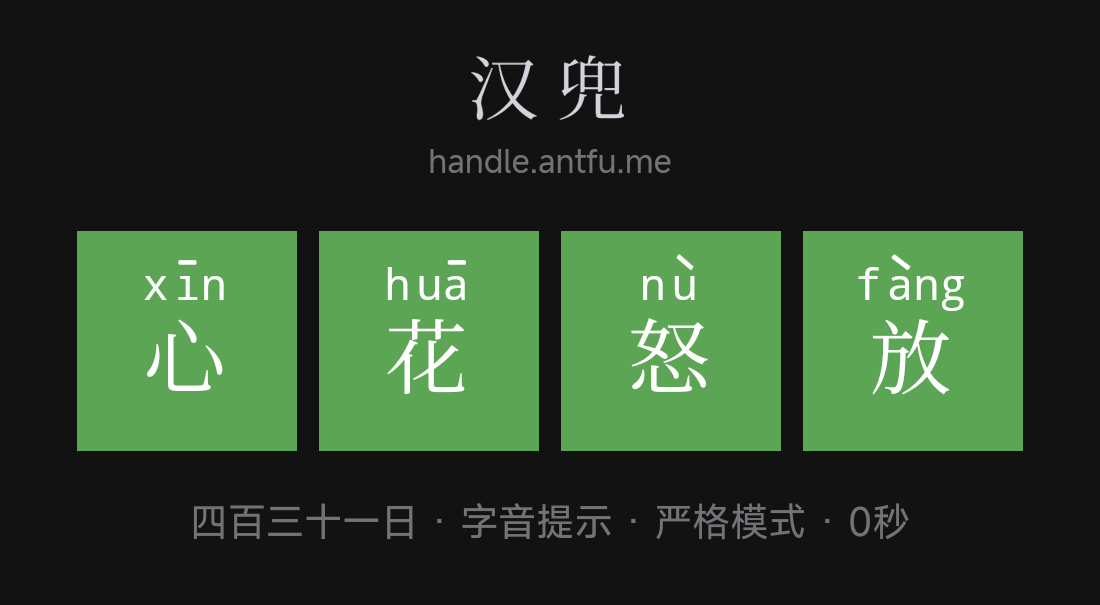 汉兜
handle.antfu.me
xīn huā nù fàng
心 花 怒 放
四百三十一日 · 字音提示 · 严格模式 · 0秒